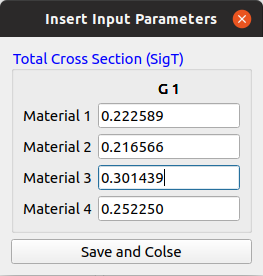 Insert Input Parameters
Total Cross Section (SigT)
G 1
Material 1 0.222589
Material 2 0.216566
Material 3 0.301439
Material 4 0.252250
Save and Colse